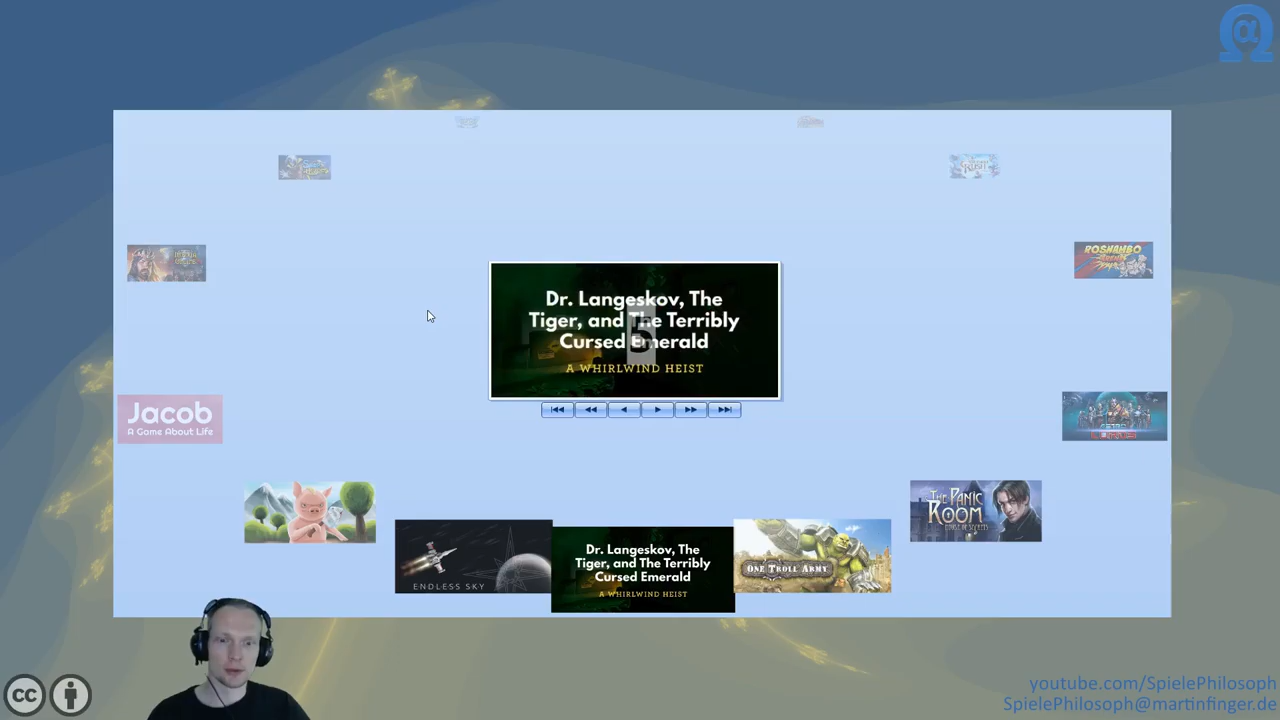 @
ROSHAMBO
Dr. Langeskov, The
Tiger, and The Terribly
Cursed Emerald
5
A WHIRLWIND HEIST
Jacob
A Game About Life
THE PANIC
ROOM
ENDLESS SKY
Dr. Langeskov, The
Tiger, and The Terribly
Cursed Emerald
A WHIRLWIND HEIST
ONE TROLL ARMY
cc
youtube.com/SpielePhilosoph
SpielePhilosoph@martinfinger.de